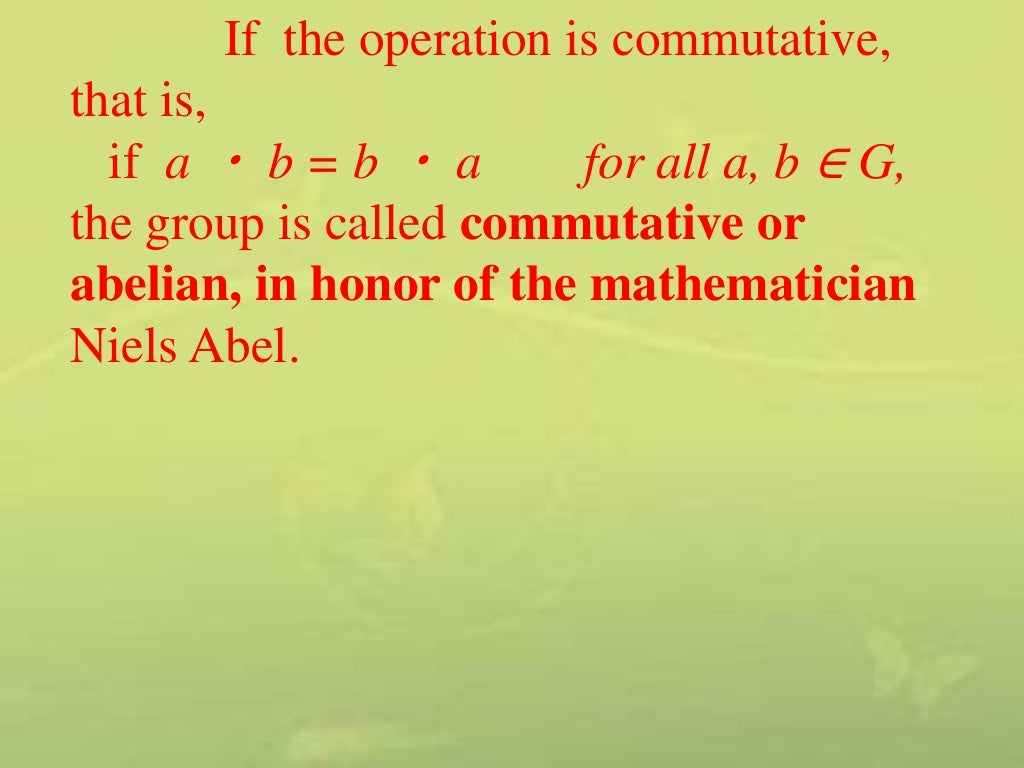 If the operation is commutative,
that is,
if a · b = b · a for all a, b ∈ G,
the group is called commutative or
abelian, in honor of the mathematician
Niels Abel.